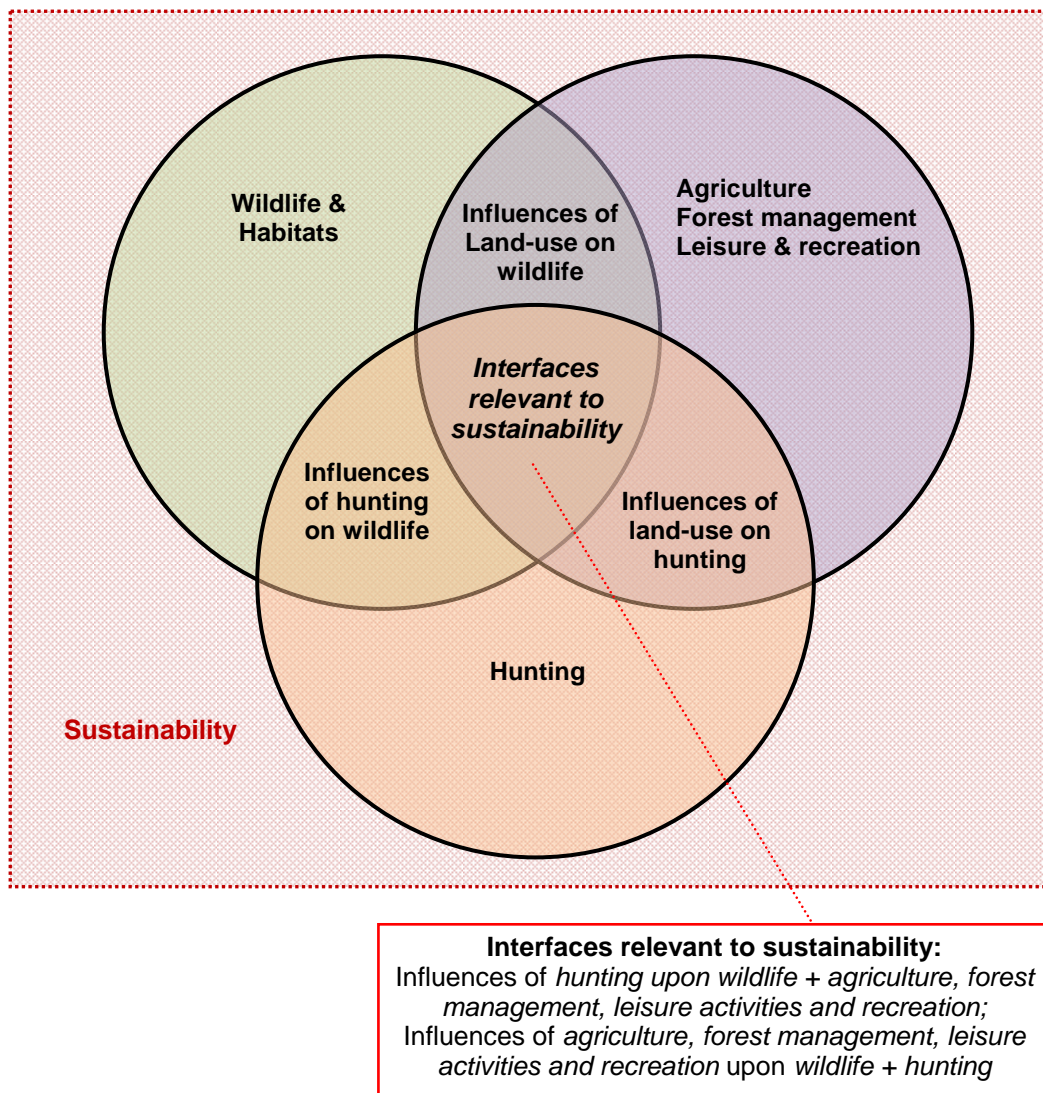 Wildlife &
Habitats
Influences of
Land-use on
wildlife
Agriculture
Forest management
Leisure & recreation
Interfaces
relevant to
sustainability
Influences
of hunting
on wildlife
Influences of
land-use on
hunting
Hunting
Sustainability
Interfaces relevant to sustainability:
Influences of hunting upon wildlife + agriculture, forest
management, leisure activities and recreation;
Influences of agriculture, forest management, leisure
activities and recreation upon wildlife + hunting